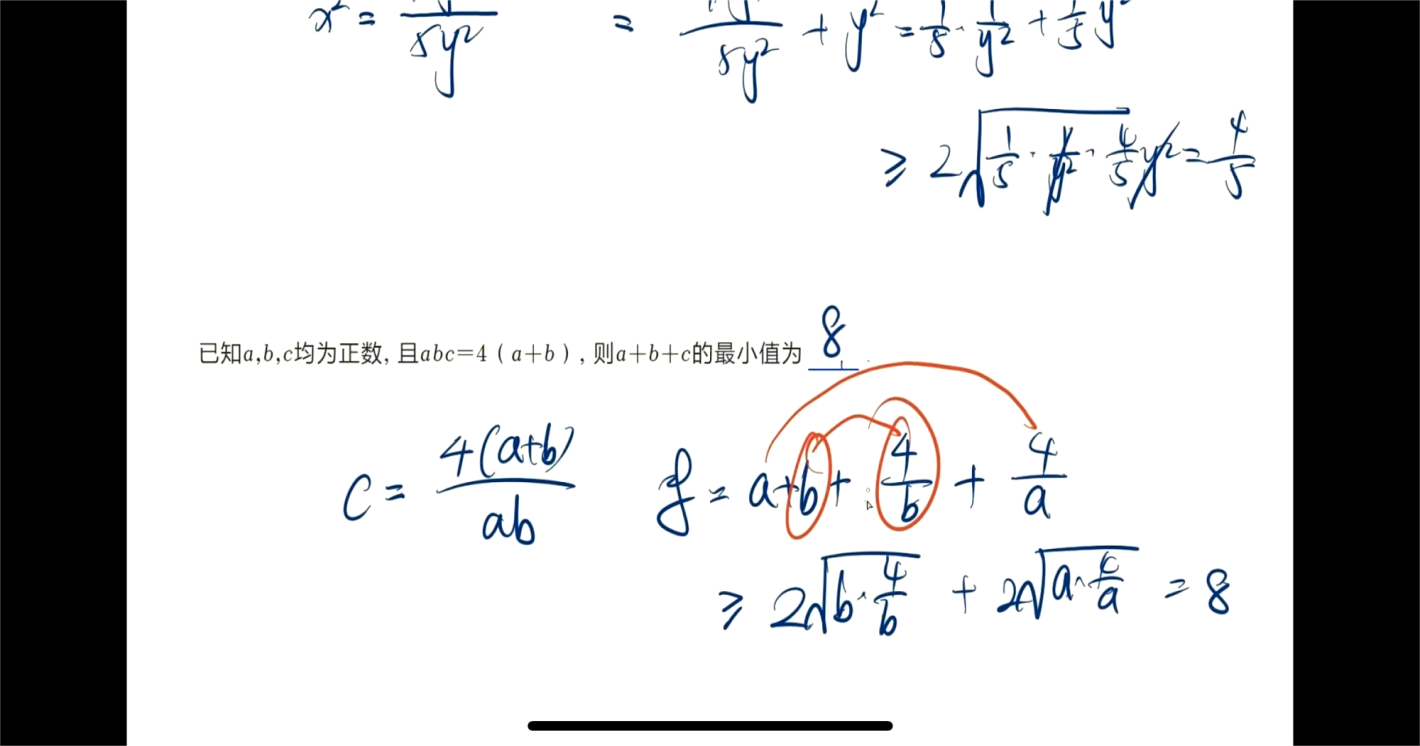 x² = /5y² = /5y² + y² = 1/5 · 1/y² + 4/5 y²
≥ 2√(1/5 · 1/y² · 4/5 y²) = 4/5
已知a,b,c均为正数, 且abc=4（a+b）, 则a+b+c的最小值为 8
c = 4(a+b)/ab f = a+b+ 4/b + 4/a
≥ 2√(b·4/b) + 2√(a·4/a) = 8